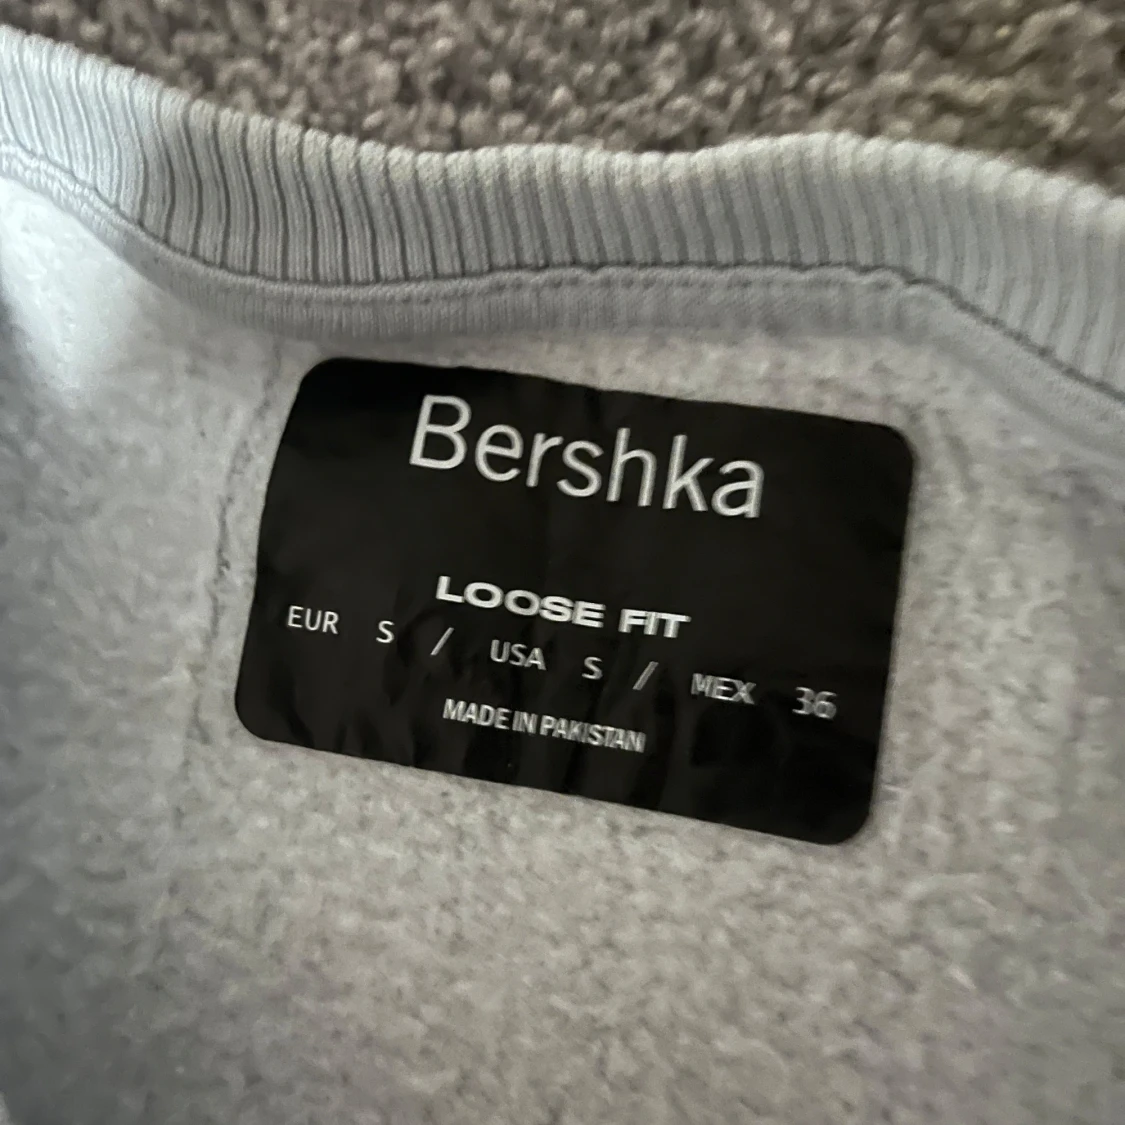 Bershka
LOOSE FIT
EUR S / USA S / MEX 36
MADE IN PAKISTAN